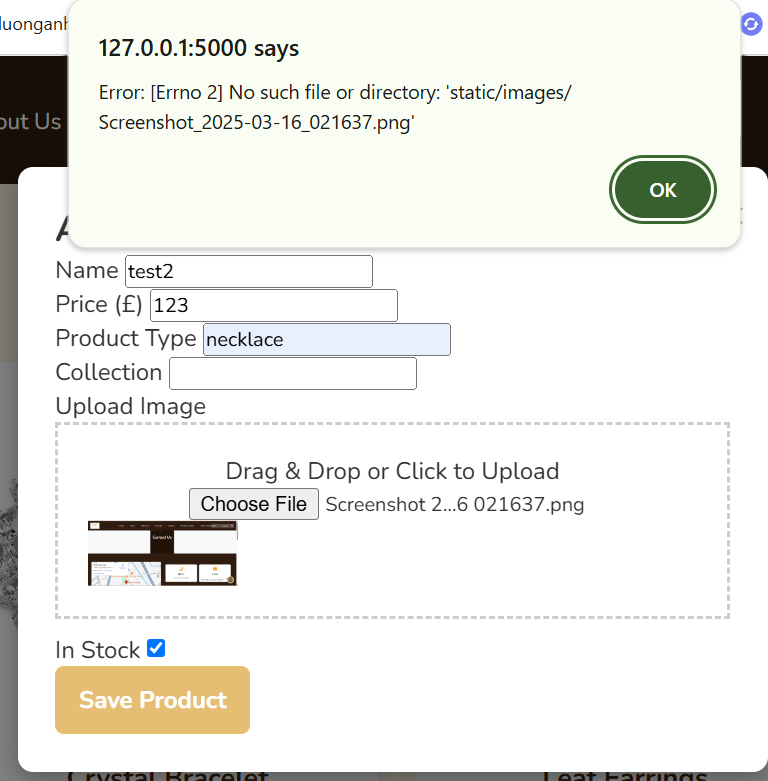 luonganh
127.0.0.1:5000 says
Error: [Errno 2] No such file or directory: 'static/images/
Screenshot_2025-03-16_021637.png'
OK
out Us
Name test2
Price (£) 123
Product Type necklace
Collection
Upload Image
Drag & Drop or Click to Upload
Choose File Screenshot 2...6 021637.png
Contact Us
In Stock
Save Product
Crystal Bracelet
Leaf Earrings